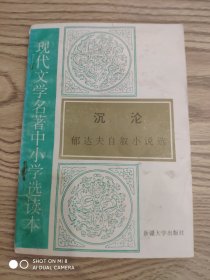 现代文学名著中小学选读本
沉沦
郁达夫自叙小说选
新疆大学出版社
SHOT ON MI 8
AI DUAL CAMERA